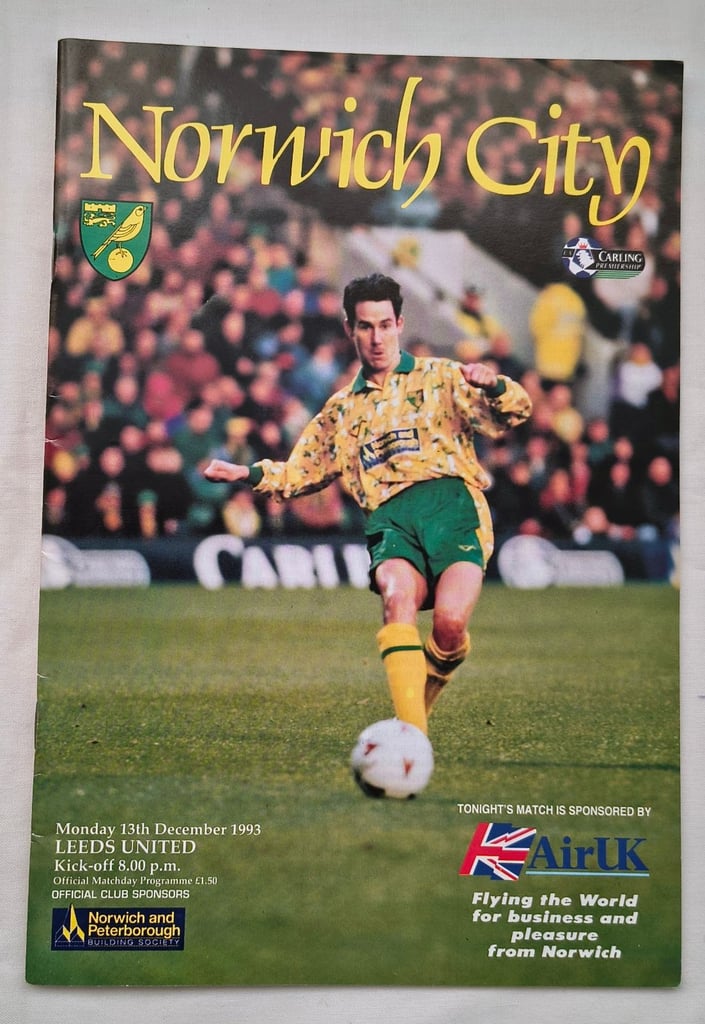 Norwich City
CARLING
PREMIERSHIP
CARLI
Monday 13th December 1993
LEEDS UNITED
Kick-off 8.00 p.m.
Official Matchday Programme £1.50
OFFICIAL CLUB SPONSORS
Norwich and
Peterborough
BUILDING SOCIETY
TONIGHT'S MATCH IS SPONSORED BY
AirUK
Flying the World
for business and
pleasure
from Norwich